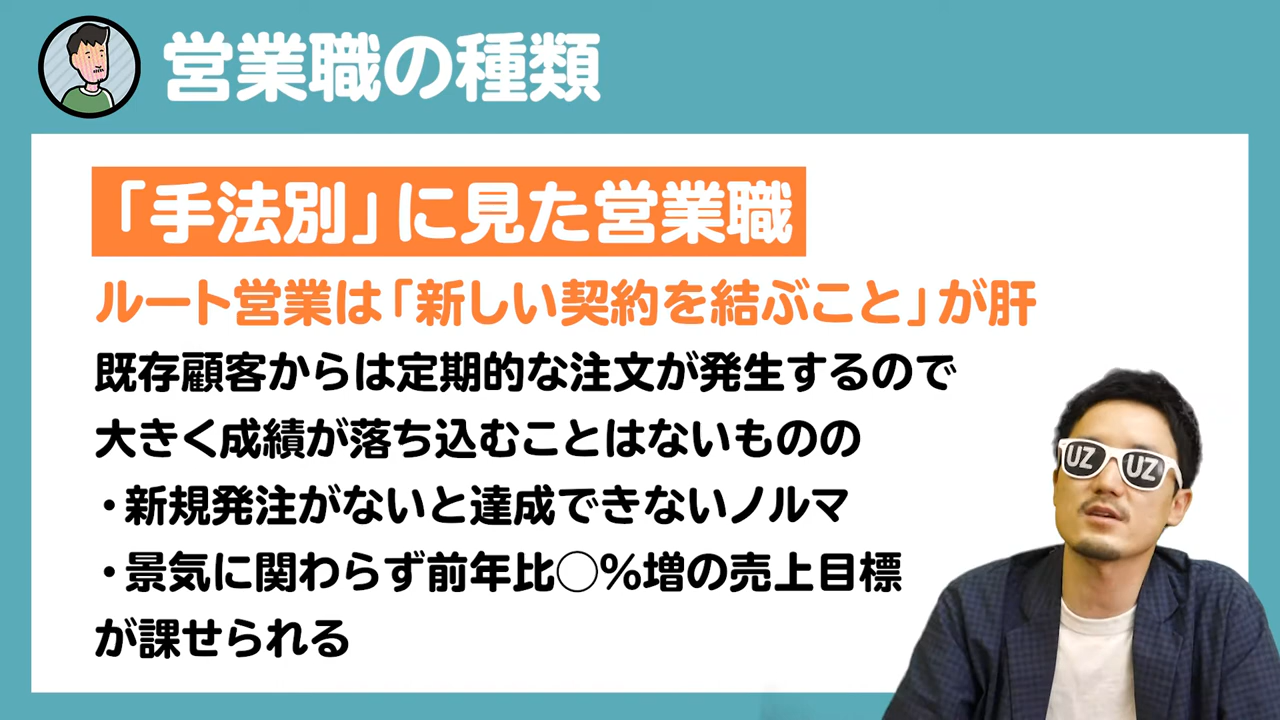 営業職の種類
「手法別」に見た営業職
ルート営業は「新しい契約を結ぶこと」が肝
既存顧客からは定期的な注文が発生するので
大きく成績が落ち込むことはないものの
・新規発注がないと達成できないノルマ
・景気に関わらず前年比◯%増の売上目標
が課せられる
UZ UZ